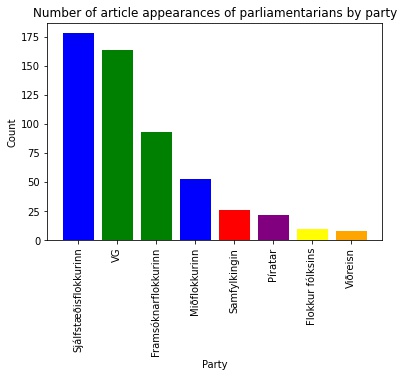 Number of article appearances of parliamentarians by party
Count
175
150
125
100
75
50
25
0
Sjálfstæðisflokkurinn
VG
Framsóknarflokkurinn
Miðflokkurinn
Samfylkingin
Píratar
Flokkur fólksins
Viðreisn
Party